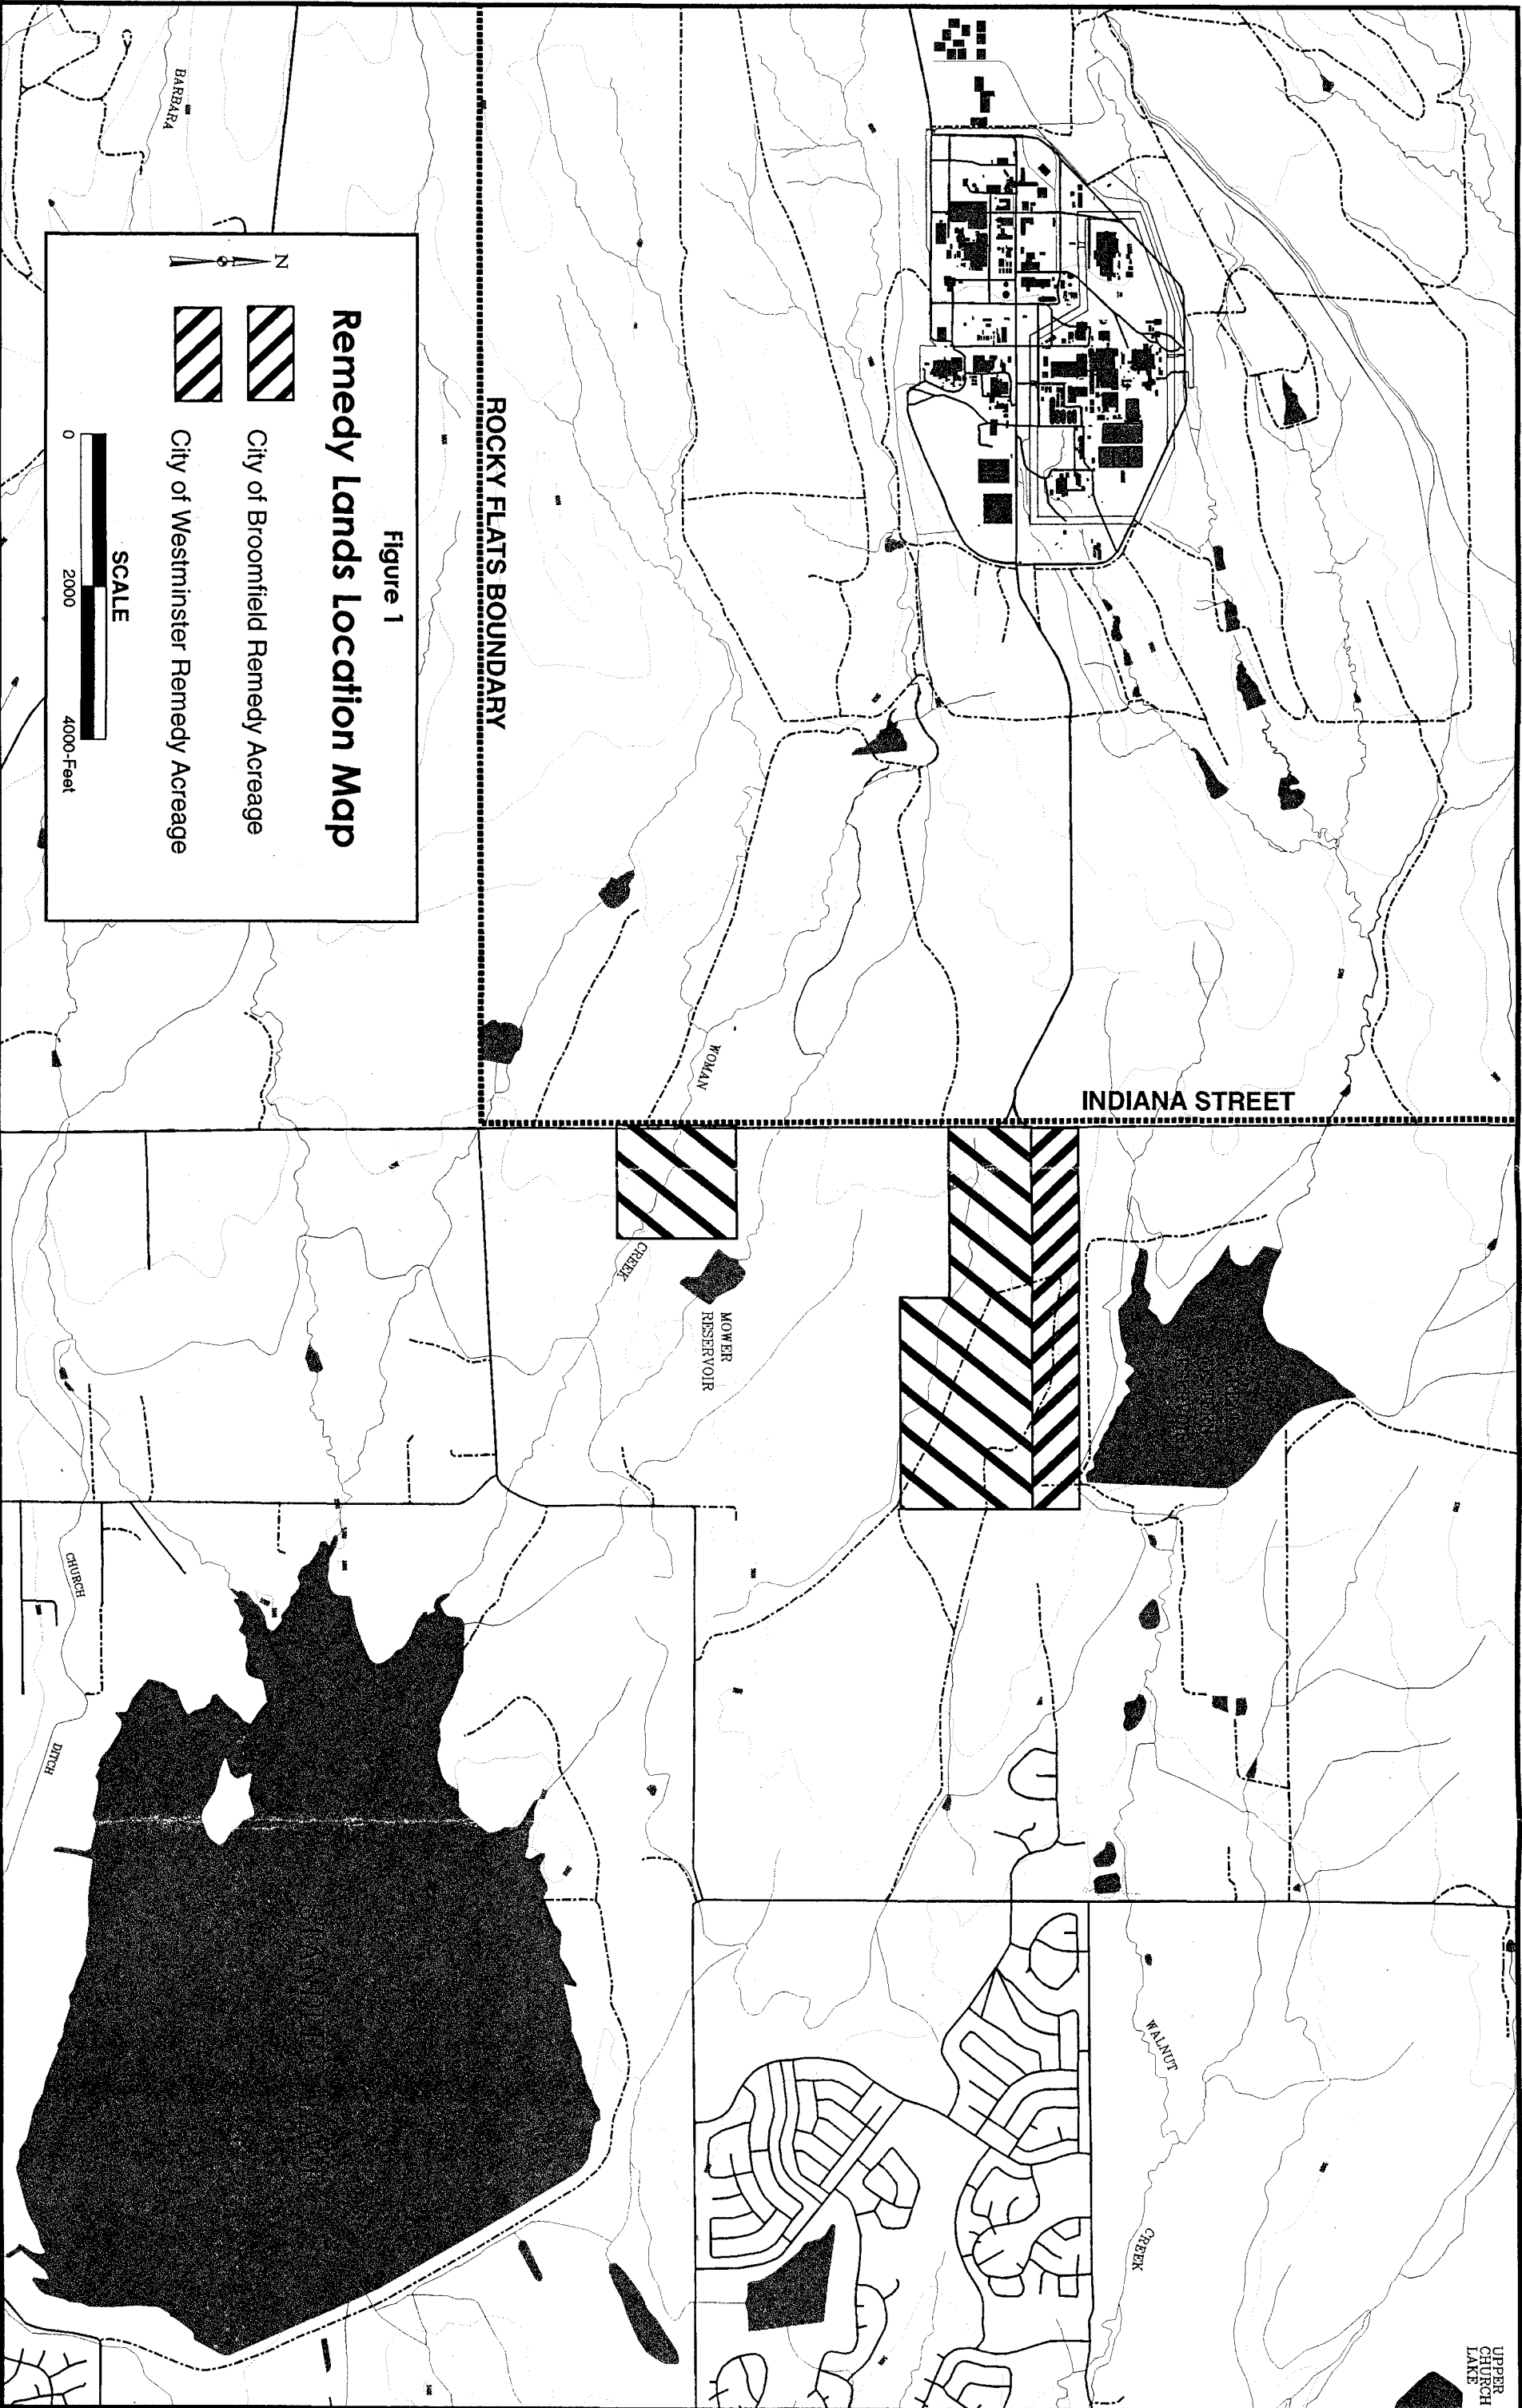 Figure 1
Remedy Lands Location Map
N
City of Broomfield Remedy Acreage
City of Westminster Remedy Acreage
SCALE
0 2000 4000-Feet
ROCKY FLATS BOUNDARY
INDIANA STREET
BARBARA
WOMAN
CREEK
MOWER
RESERVOIR
CHURCH
DITCH
WALNUT
CREEK
UPPER
CHURCH
LAKE